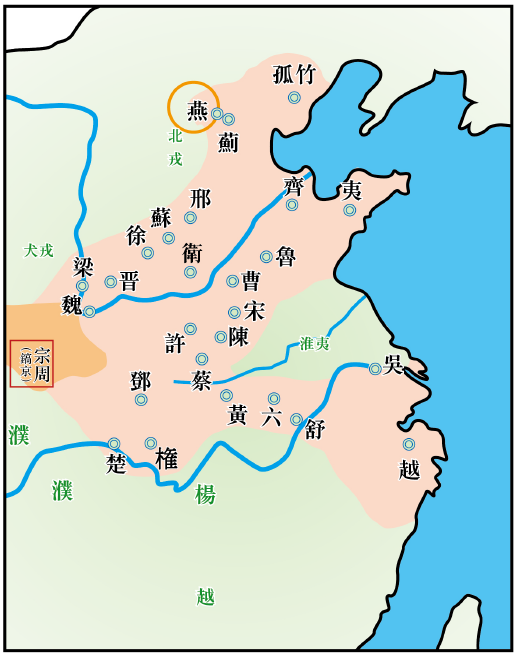 孤竹
燕
薊
北戎
齊
夷
邢
蘇
徐
衛
魯
犬戎
梁
晋
曹
魏
宋
陳
許
淮夷
宗周
（鎬京）
蔡
吳
鄧
黃
六
舒
濮
楚
権
越
濮
楊
越